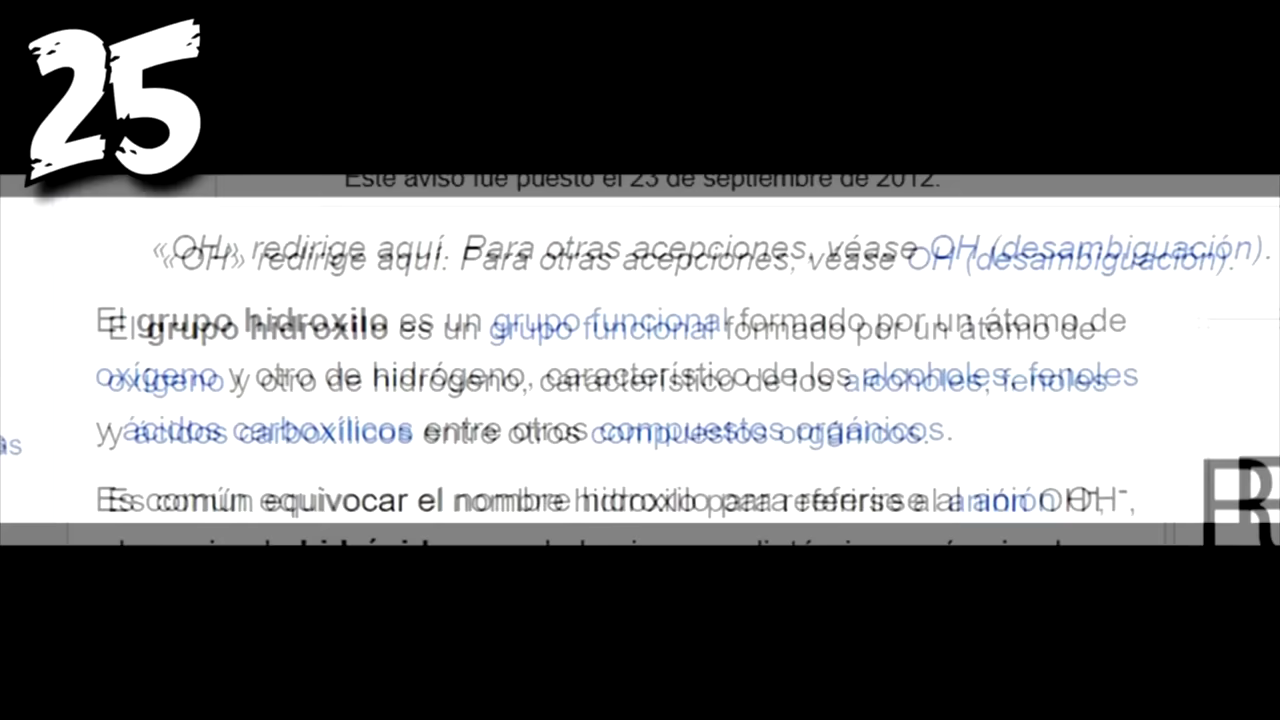 25
Este aviso fue puesto el 23 de septiembre de 2012.
«OH» redirige aquí. Para otras acepciones, véase OH (desambiguación).
El grupo hidroxilo es un grupo funcional formado por un átomo de
oxígeno y otro de hidrógeno, característico de los alcoholes, fenoles
y ácidos carboxílicos entre otros compuestos orgánicos.
Es común equivocar el nombre hidroxilo para referirse al anión OH⁻,
as